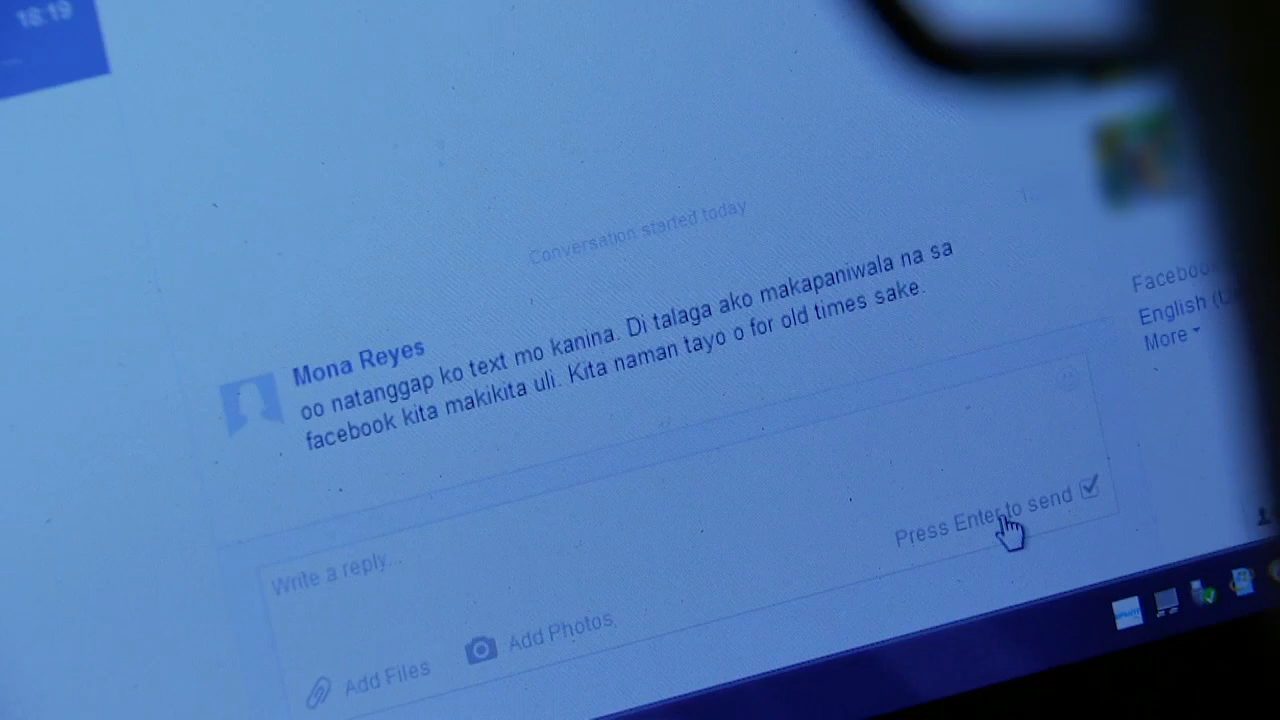 18:19
Conversation started today
Mona Reyes
oo natanggap ko text mo kanina. Di talaga ako makapaniwala na sa
facebook kita makikita uli. Kita naman tayo o for old times sake.
Write a reply...
Add Files
Add Photos
Press Enter to send
English
More